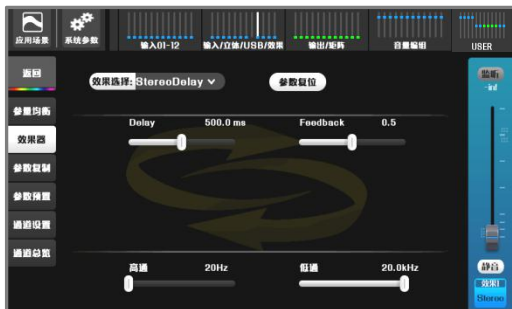 应用场景
系统参数
输入01-12
输入/立体/USB/效果
输出/矩阵
音量编组
USER
返回
效果选择: StereoDelay
参数复位
监听
-inf
参量均衡
Delay 500.0 ms
Feedback 0.5
效果器
参数复制
参数预置
通道设置
通道总览
高通 20Hz
低通 20.0kHz
静音
效果1
Stereo